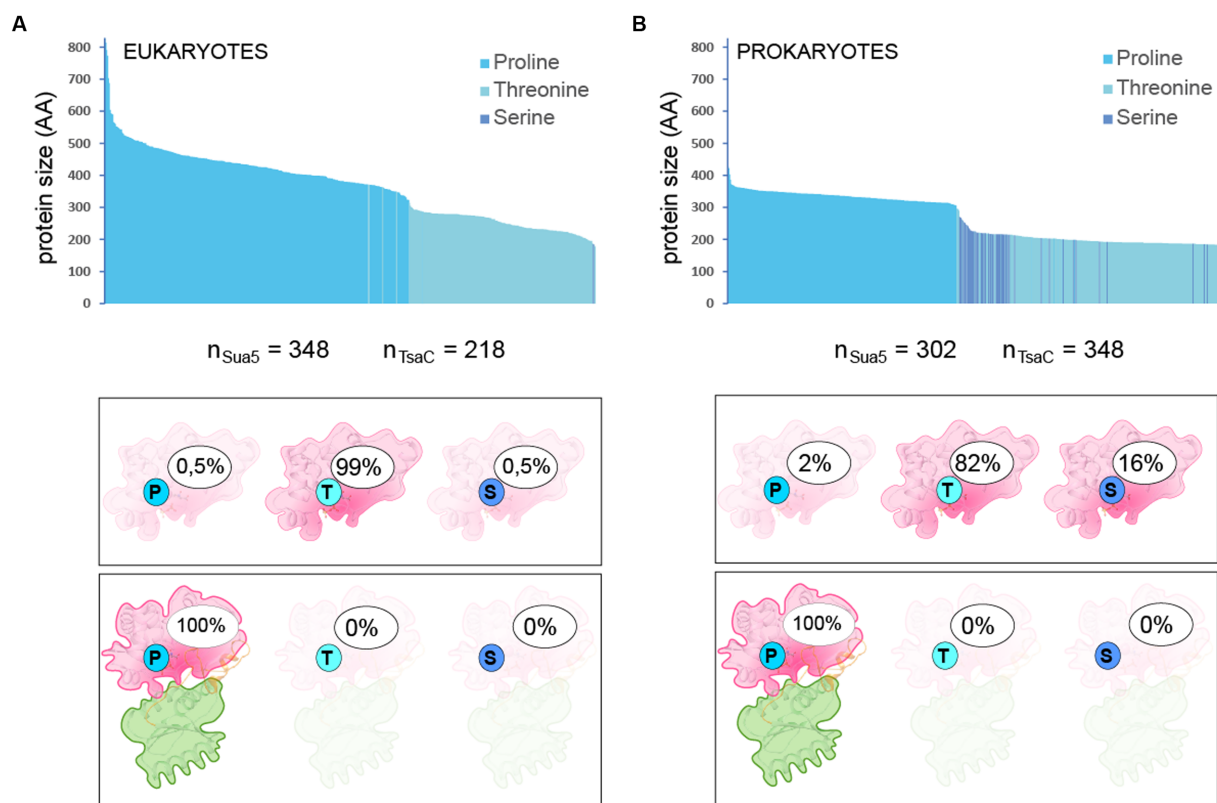 A
EUKARYOTES
protein size (AA)
800
700
600
500
400
300
200
100
0
Proline
Threonine
Serine
nSua5 = 348 nTsaC = 218
P 0,5%
T 99%
S 0,5%
P 100%
T 0%
S 0%
B
PROKARYOTES
protein size (AA)
800
700
600
500
400
300
200
100
0
Proline
Threonine
Serine
nSua5 = 302 nTsaC = 348
P 2%
T 82%
S 16%
P 100%
T 0%
S 0%